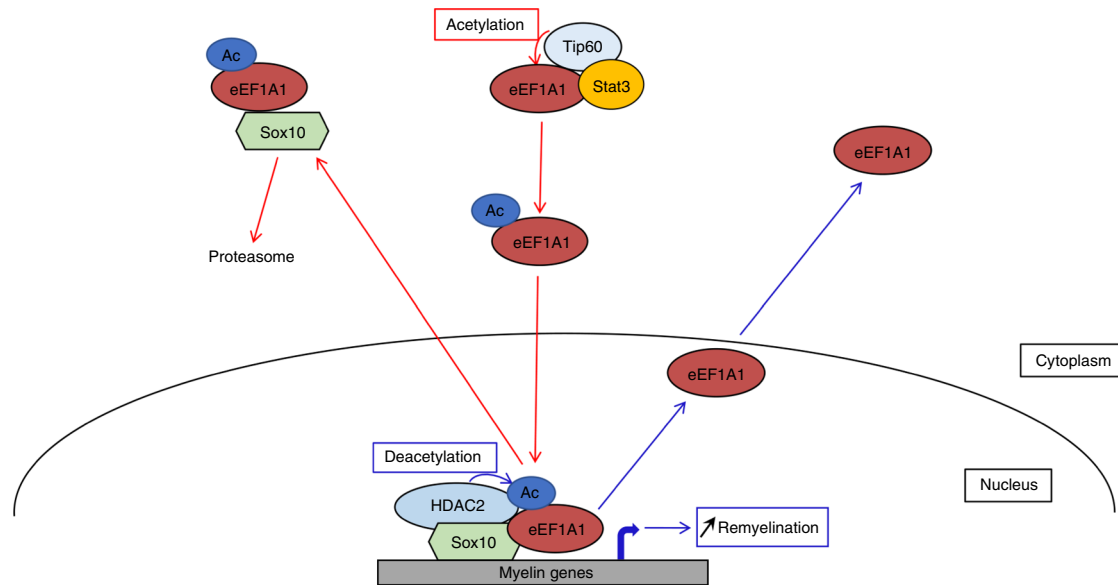 Acetylation
Tip60
Ac
eEF1A1
eEF1A1
Stat3
Sox10
eEF1A1
Ac
eEF1A1
Proteasome
Cytoplasm
eEF1A1
Deacetylation
Nucleus
Ac
HDAC2
eEF1A1
Remyelination
Sox10
Myelin genes